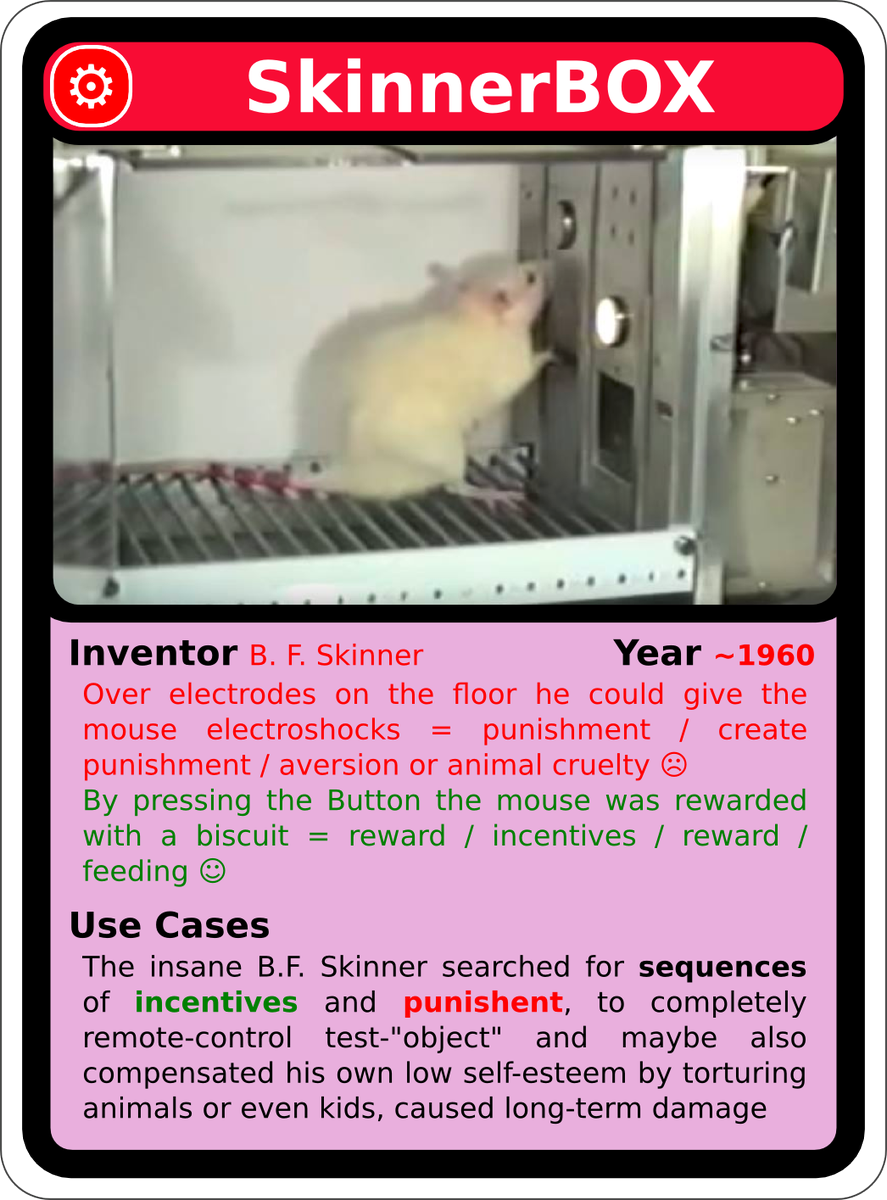 SkinnerBOX
Inventor B. F. Skinner Year ~1960
Over electrodes on the floor he could give the
mouse electroshocks = punishment / create
punishment / aversion or animal cruelty ☹
By pressing the Button the mouse was rewarded
with a biscuit = reward / incentives / reward /
feeding ☺
Use Cases
The insane B.F. Skinner searched for sequences
of incentives and punishent, to completely
remote-control test-"object" and maybe also
compensated his own low self-esteem by torturing
animals or even kids, caused long-term damage